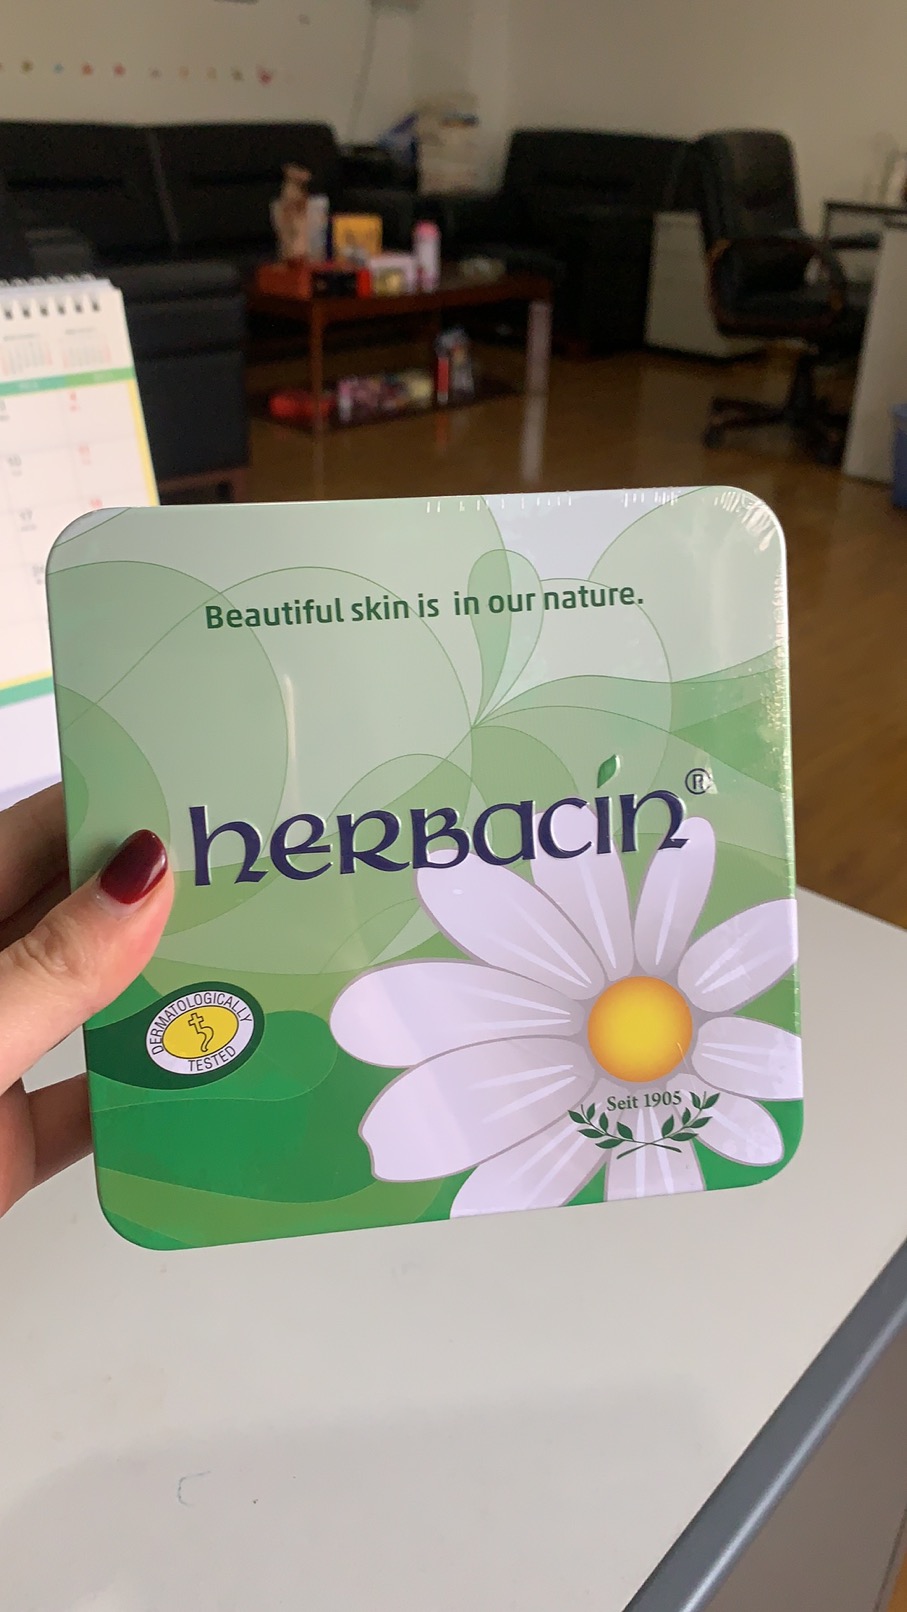 Beautiful skin is in our nature.
herbacin®
DERMATOLOGICALLY
TESTED
Seit 1905